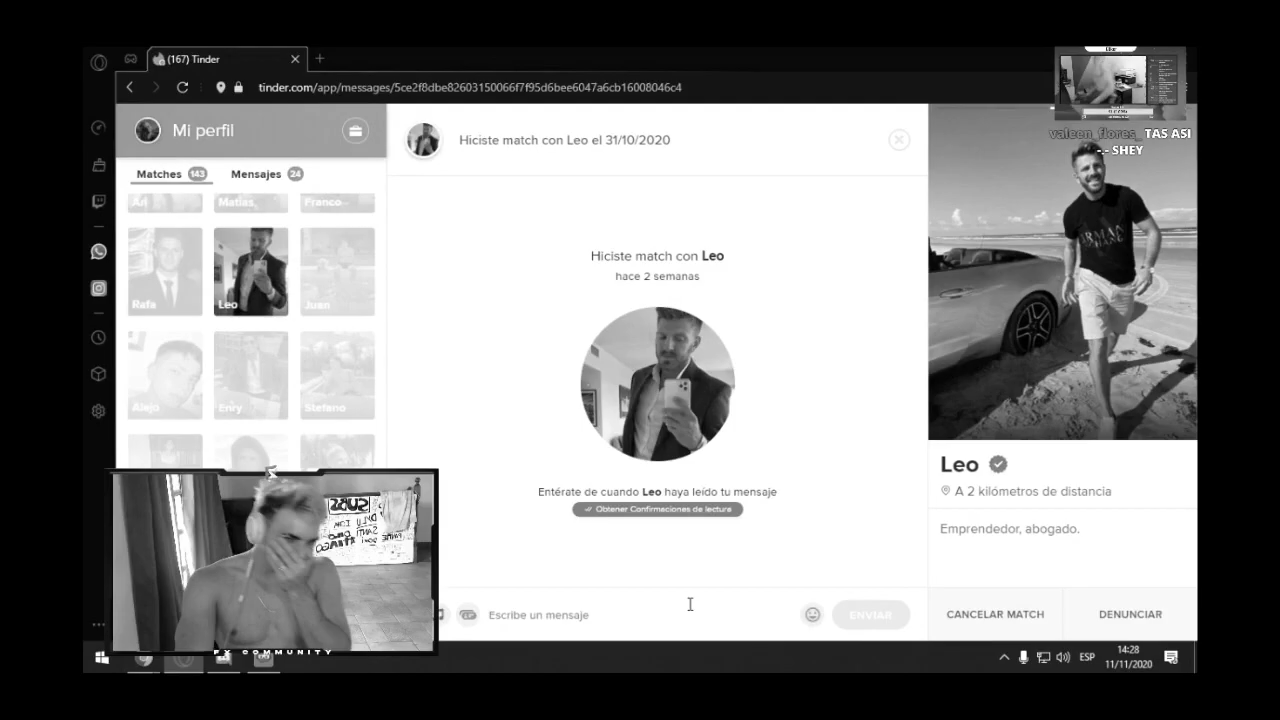 (167) Tinder
tinder.com/app/messages/5ce2f8dbe82603150066f7f95d6bee6047a6cb16008046c4
valeen_flores_ TAS ASI
-.- SHEY
Mi perfil
Hiciste match con Leo el 31/10/2020
Matches 143 Mensajes 24
Ari Matias Franco
Rafa Leo Juan
Alejo Enry Stefano
Hiciste match con Leo
hace 2 semanas
Entérate de cuando Leo haya leído tu mensaje
Obtener Confirmaciones de lectura
Escribe un mensaje
ENVIAR
ARMANI
Leo
A 2 kilómetros de distancia
Emprendedor, abogado.
CANCELAR MATCH DENUNCIAR
SUBS
FX COMMUNITY
ESP
14:28
11/11/2020